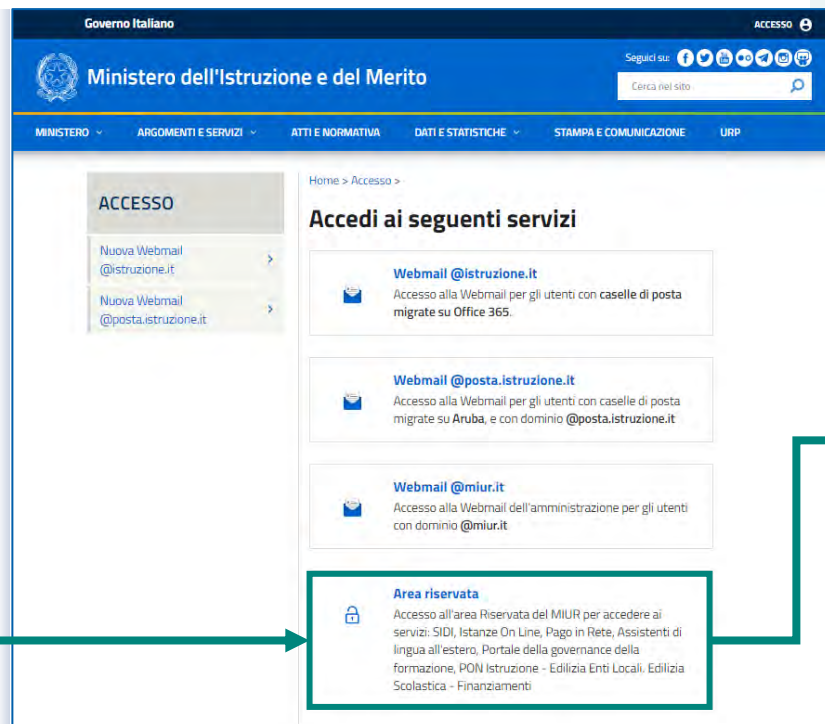 Governo Italiano
ACCESSO
Ministero dell'Istruzione e del Merito
Seguici su:
Cerca nel sito
MINISTERO ARGOMENTI E SERVIZI ATTI E NORMATIVA DATI E STATISTICHE STAMPA E COMUNICAZIONE URP
ACCESSO
Nuova Webmail
@istruzione.it
Nuova Webmail
@posta.istruzione.it
Home > Accesso >
Accedi ai seguenti servizi
Webmail @istruzione.it
Accesso alla Webmail per gli utenti con caselle di posta
migrate su Office 365.
Webmail @posta.istruzione.it
Accesso alla Webmail per gli utenti con caselle di posta
migrate su Aruba, e con dominio @posta.istruzione.it
Webmail @miur.it
Accesso alla Webmail dell'amministrazione per gli utenti
con dominio @miur.it
Area riservata
Accesso all'area Riservata del MIUR per accedere ai
servizi: SIDI, Istanze On Line, Pago in Rete, Assistenti di
lingua all'estero, Portale della governance della
formazione, PON Istruzione - Edilizia Enti Locali. Edilizia
Scolastica - Finanziamenti